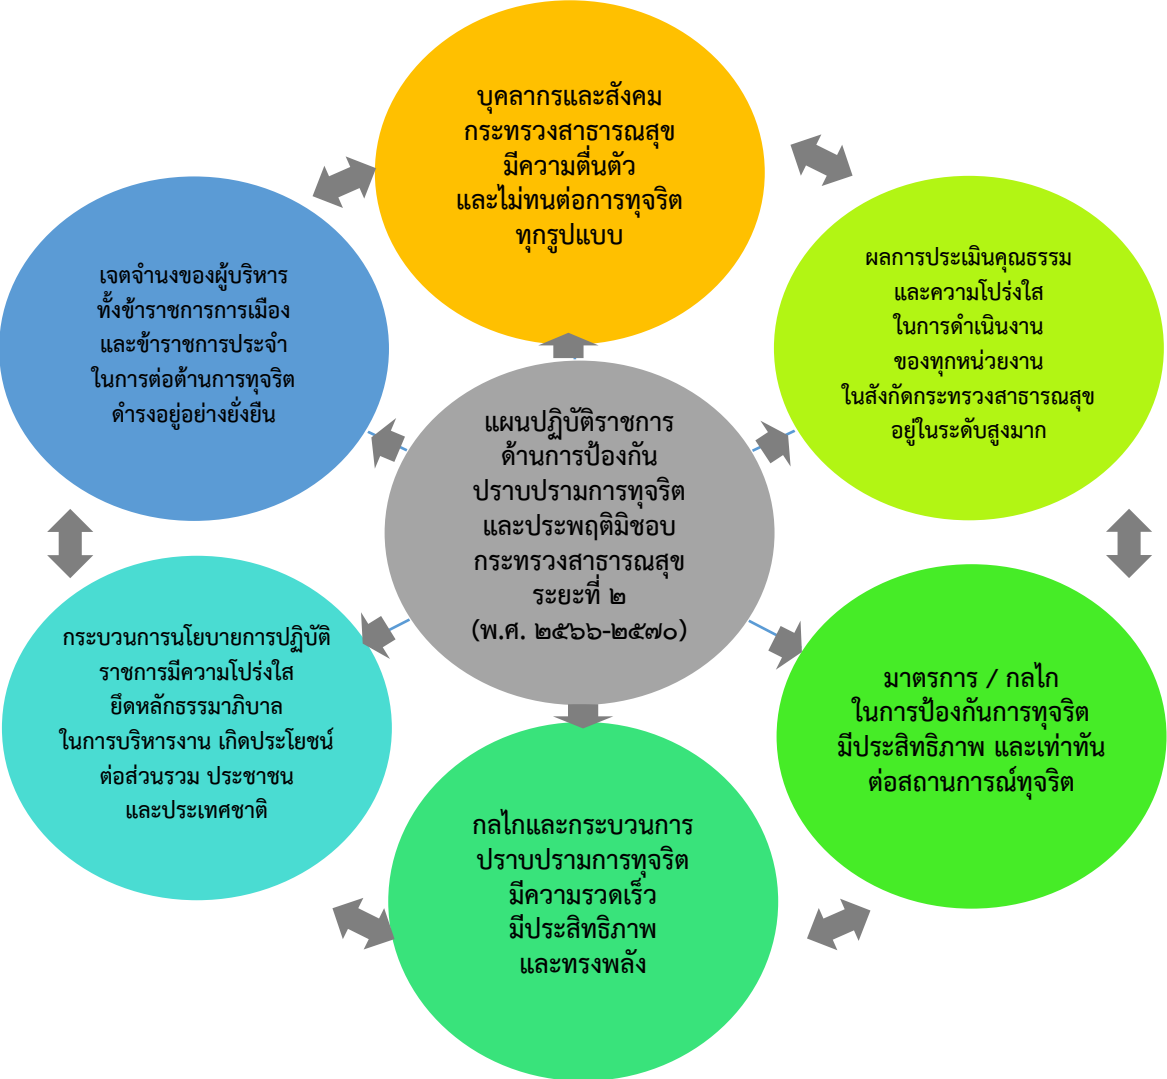 บุคลากรและสังคม
กระทรวงสาธารณสุข
มีความตื่นตัว
และไม่ทนต่อการทุจริต
ทุกรูปแบบ
ผลการประเมินคุณธรรม
และความโปร่งใส
ในการดำเนินงาน
ของทุกหน่วยงาน
ในสังกัดกระทรวงสาธารณสุข
อยู่ในระดับสูงมาก
เจตจำนงของผู้บริหาร
ทั้งข้าราชการการเมือง
และข้าราชการประจำ
ในการต่อต้านการทุจริต
ดำรงอยู่อย่างยั่งยืน
แผนปฏิบัติราชการ
ด้านการป้องกัน
ปราบปรามการทุจริต
และประพฤติมิชอบ
กระทรวงสาธารณสุข
ระยะที่ ๒
(พ.ศ. ๒๕๖๖-๒๕๗๐)
กระบวนการนโยบายการปฏิบัติ
ราชการมีความโปร่งใส
ยึดหลักธรรมาภิบาล
ในการบริหารงาน เกิดประโยชน์
ต่อส่วนรวม ประชาชน
และประเทศชาติ
มาตรการ / กลไก
ในการป้องกันการทุจริต
มีประสิทธิภาพ และเท่าทัน
ต่อสถานการณ์ทุจริต
กลไกและกระบวนการ
ปราบปรามการทุจริต
มีความรวดเร็ว
มีประสิทธิภาพ
และทรงพลัง